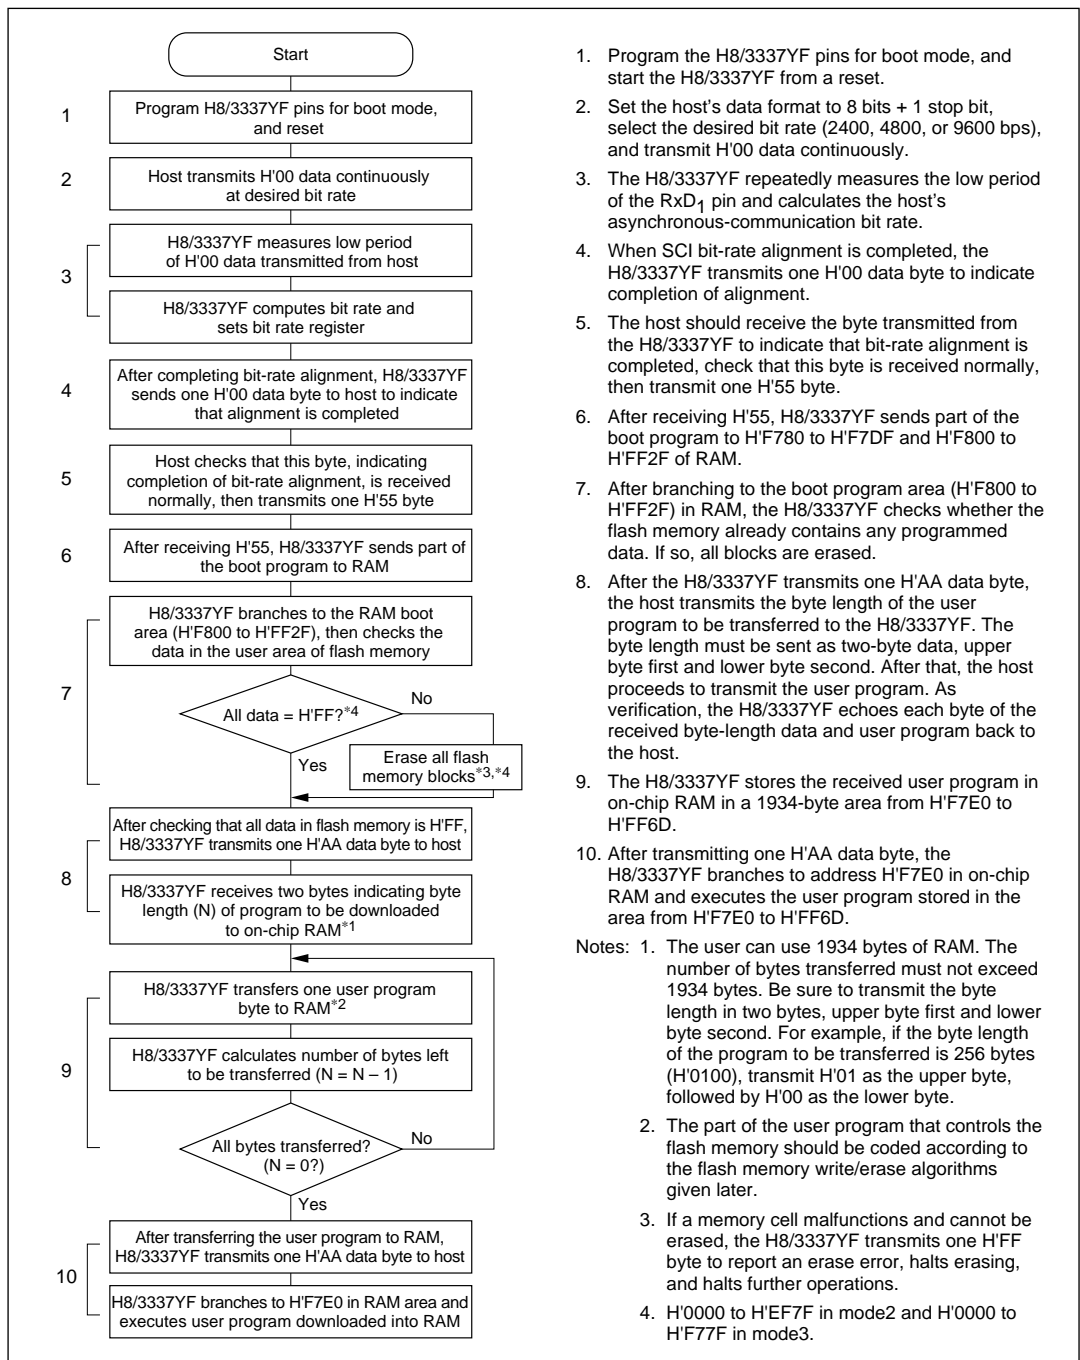 Start
1
Program H8/3337YF pins for boot mode,
and reset
2
Host transmits H'00 data continuously
at desired bit rate
3
H8/3337YF measures low period
of H'00 data transmitted from host
H8/3337YF computes bit rate and
sets bit rate register
4
After completing bit-rate alignment, H8/3337YF
sends one H'00 data byte to host to indicate
that alignment is completed
5
Host checks that this byte, indicating
completion of bit-rate alignment, is received
normally, then transmits one H'55 byte
6
After receiving H'55, H8/3337YF sends part of
the boot program to RAM
7
H8/3337YF branches to the RAM boot
area (H'F800 to H'FF2F), then checks the
data in the user area of flash memory
All data = H'FF?*4
No
Yes
Erase all flash
memory blocks*3,*4
8
After checking that all data in flash memory is H'FF,
H8/3337YF transmits one H'AA data byte to host
H8/3337YF receives two bytes indicating byte
length (N) of program to be downloaded
to on-chip RAM*1
9
H8/3337YF transfers one user program
byte to RAM*2
H8/3337YF calculates number of bytes left
to be transferred (N = N – 1)
All bytes transferred?
(N = 0?)
No
Yes
10
After transferring the user program to RAM,
H8/3337YF transmits one H'AA data byte to host
H8/3337YF branches to H'F7E0 in RAM area and
executes user program downloaded into RAM
1. Program the H8/3337YF pins for boot mode, and
start the H8/3337YF from a reset.
2. Set the host's data format to 8 bits + 1 stop bit,
select the desired bit rate (2400, 4800, or 9600 bps),
and transmit H'00 data continuously.
3. The H8/3337YF repeatedly measures the low period
of the RxD1 pin and calculates the host's
asynchronous-communication bit rate.
4. When SCI bit-rate alignment is completed, the
H8/3337YF transmits one H'00 data byte to indicate
completion of alignment.
5. The host should receive the byte transmitted from
the H8/3337YF to indicate that bit-rate alignment is
completed, check that this byte is received normally,
then transmit one H'55 byte.
6. After receiving H'55, H8/3337YF sends part of the
boot program to H'F780 to H'F7DF and H'F800 to
H'FF2F of RAM.
7. After branching to the boot program area (H'F800 to
H'FF2F) in RAM, the H8/3337YF checks whether the
flash memory already contains any programmed
data. If so, all blocks are erased.
8. After the H8/3337YF transmits one H'AA data byte,
the host transmits the byte length of the user
program to be transferred to the H8/3337YF. The
byte length must be sent as two-byte data, upper
byte first and lower byte second. After that, the host
proceeds to transmit the user program. As
verification, the H8/3337YF echoes each byte of the
received byte-length data and user program back to
the host.
9. The H8/3337YF stores the received user program in
on-chip RAM in a 1934-byte area from H'F7E0 to
H'FF6D.
10. After transmitting one H'AA data byte, the
H8/3337YF branches to address H'F7E0 in on-chip
RAM and executes the user program stored in the
area from H'F7E0 to H'FF6D.
Notes: 1. The user can use 1934 bytes of RAM. The
number of bytes transferred must not exceed
1934 bytes. Be sure to transmit the byte
length in two bytes, upper byte first and lower
byte second. For example, if the byte length
of the program to be transferred is 256 bytes
(H'0100), transmit H'01 as the upper byte,
followed by H'00 as the lower byte.
2. The part of the user program that controls the
flash memory should be coded according to
the flash memory write/erase algorithms
given later.
3. If a memory cell malfunctions and cannot be
erased, the H8/3337YF transmits one H'FF
byte to report an erase error, halts erasing,
and halts further operations.
4. H'0000 to H'EF7F in mode2 and H'0000 to
H'F77F in mode3.